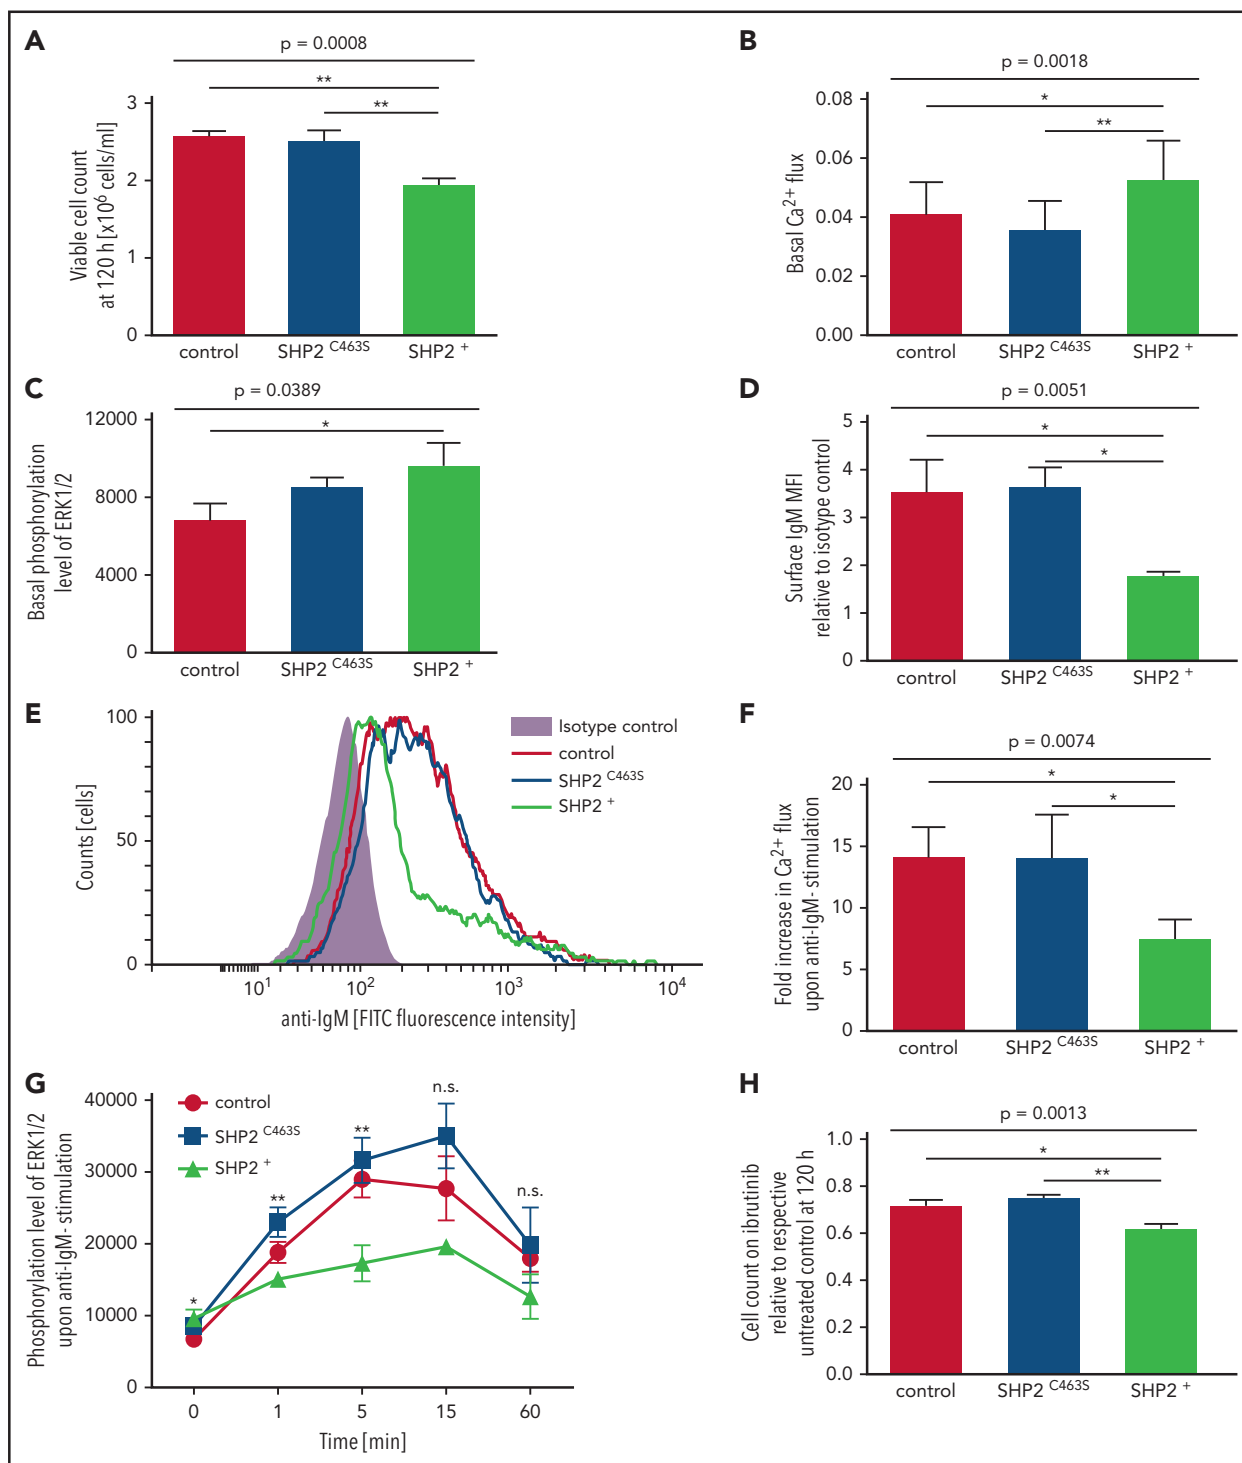 A
p = 0.0008
**
**
3
2
1
0
Viable cell count
at 120 h [x10⁶ cells/ml]
control
SHP2 C463S
SHP2 +
B
p = 0.0018
*
**
0.08
0.06
0.04
0.02
0.00
Basal Ca2+ flux
control
SHP2 C463S
SHP2 +
C
p = 0.0389
*
12000
8000
4000
0
Basal phosphorylation
level of ERK1/2
control
SHP2 C463S
SHP2 +
D
p = 0.0051
*
*
5
4
3
2
1
0
Surface IgM MFI
relative to isotype control
control
SHP2 C463S
SHP2 +
E
100
50
0
Counts [cells]
Isotype control
control
SHP2 C463S
SHP2 +
10¹ 10² 10³ 10⁴
anti-IgM [FITC fluorescence intensity]
F
p = 0.0074
*
*
20
15
10
5
0
Fold increase in Ca2+ flux
upon anti-IgM- stimulation
control
SHP2 C463S
SHP2 +
G
40000
30000
20000
10000
0
Phosphorylation level of ERK1/2
upon anti-IgM- stimulation
control
SHP2 C463S
SHP2 +
*
**
**
n.s.
n.s.
0 1 5 15 60
Time [min]
H
p = 0.0013
*
**
1.0
0.8
0.6
0.4
0.2
0.0
Cell count on ibrutinib
relative to respective
untreated control at 120 h
control
SHP2 C463S
SHP2 +